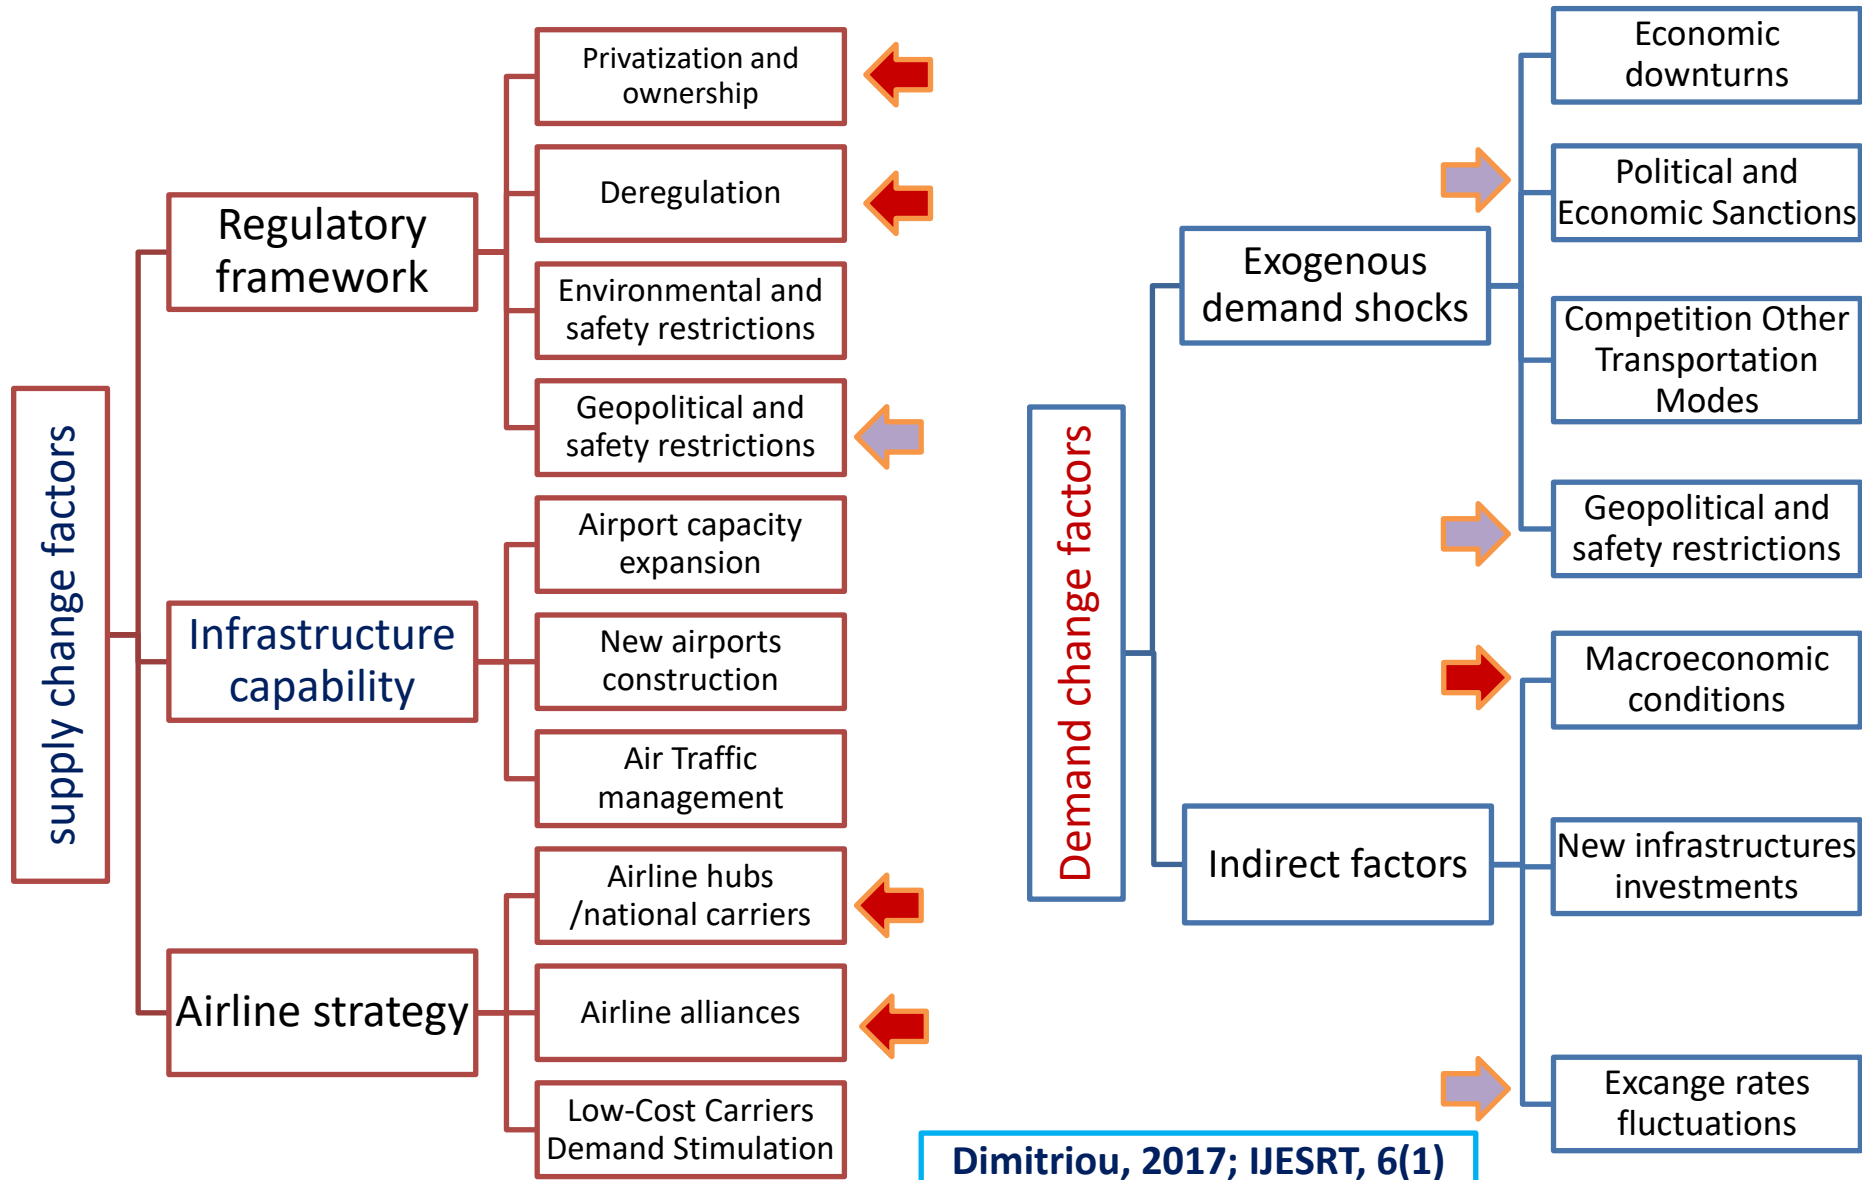 supply change factors
Regulatory
framework
Privatization and
ownership
Deregulation
Environmental and
safety restrictions
Geopolitical and
safety restrictions
Infrastructure
capability
Airport capacity
expansion
New airports
construction
Air Traffic
management
Airline strategy
Airline hubs
/national carriers
Airline alliances
Low-Cost Carriers
Demand Stimulation
Demand change factors
Exogenous
demand shocks
Economic
downturns
Political and
Economic Sanctions
Competition Other
Transportation
Modes
Geopolitical and
safety restrictions
Indirect factors
Macroeconomic
conditions
New infrastructures
investments
Excange rates
fluctuations
Dimitriou, 2017; IJESRT, 6(1)